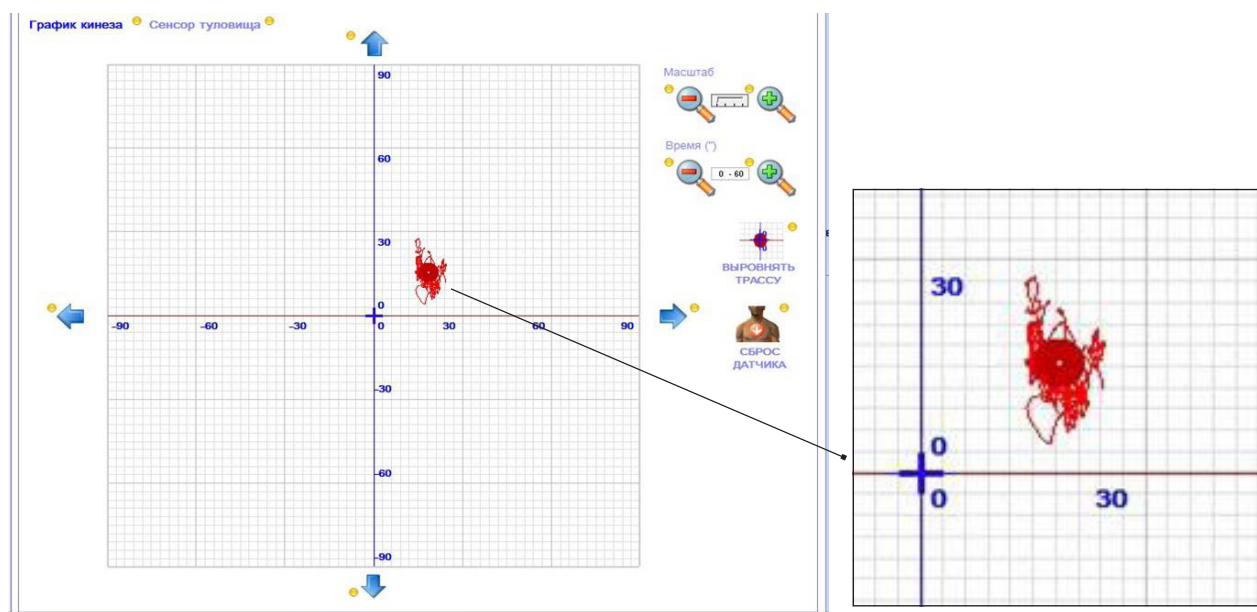 График кинеза
Сенсор туловища
90
60
30
0
-90
-60
-30
0
30
60
90
-30
-60
-90
Масштаб
Время (")
0 - 60
ВЫРОВНЯТЬ
ТРАССУ
СБРОС
ДАТЧИКА
30
0
0
30